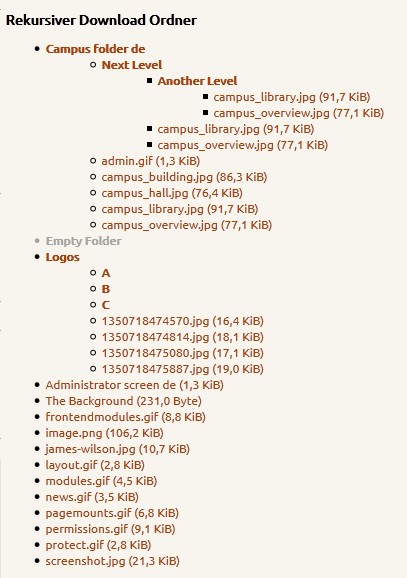 Rekursiver Download Ordner
Campus folder de
Next Level
Another Level
campus_library.jpg (91,7 KiB)
campus_overview.jpg (77,1 KiB)
campus_library.jpg (91,7 KiB)
campus_overview.jpg (77,1 KiB)
admin.gif (1,3 KiB)
campus_building.jpg (86,3 KiB)
campus_hall.jpg (76,4 KiB)
campus_library.jpg (91,7 KiB)
campus_overview.jpg (77,1 KiB)
Empty Folder
Logos
A
B
C
1350718474570.jpg (16,4 KiB)
1350718474814.jpg (18,1 KiB)
1350718475080.jpg (17,1 KiB)
1350718475887.jpg (19,0 KiB)
Administrator screen de (1,3 KiB)
The Background (231,0 Byte)
frontendmodules.gif (8,8 KiB)
image.png (106,2 KiB)
james-wilson.jpg (10,7 KiB)
layout.gif (2,8 KiB)
modules.gif (4,5 KiB)
news.gif (3,5 KiB)
pagemounts.gif (6,8 KiB)
permissions.gif (9,1 KiB)
protect.gif (2,8 KiB)
screenshot.jpg (21,3 KiB)